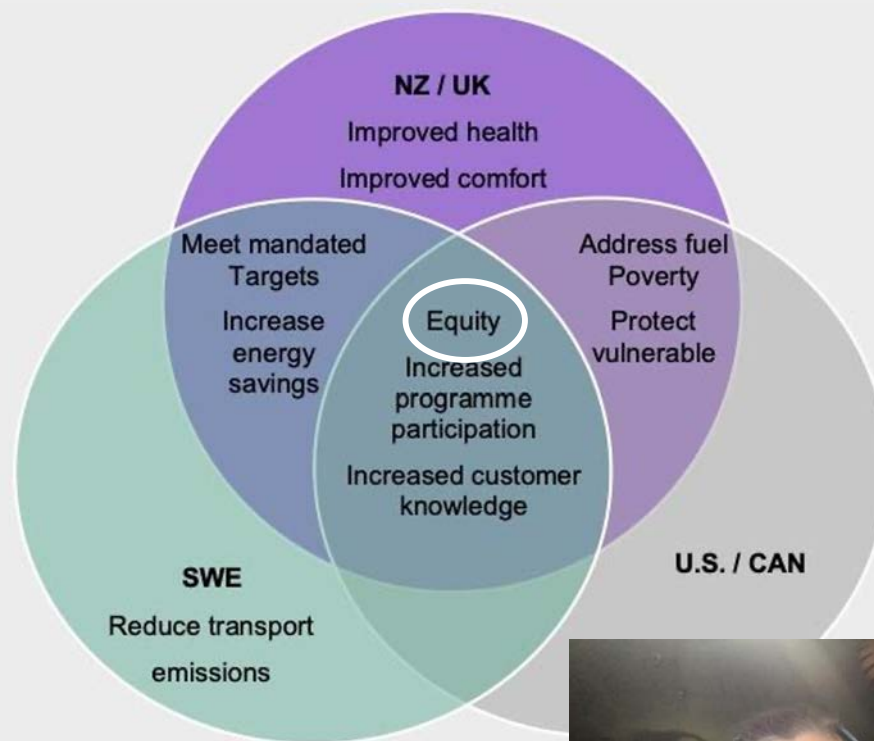 NZ / UK
Improved health
Improved comfort
Meet mandated
Targets
Increase
energy
savings
Equity
Increased
programme
participation
Increased customer
knowledge
Address fuel
Poverty
Protect
vulnerable
SWE
Reduce transport
emissions
U.S. / CAN